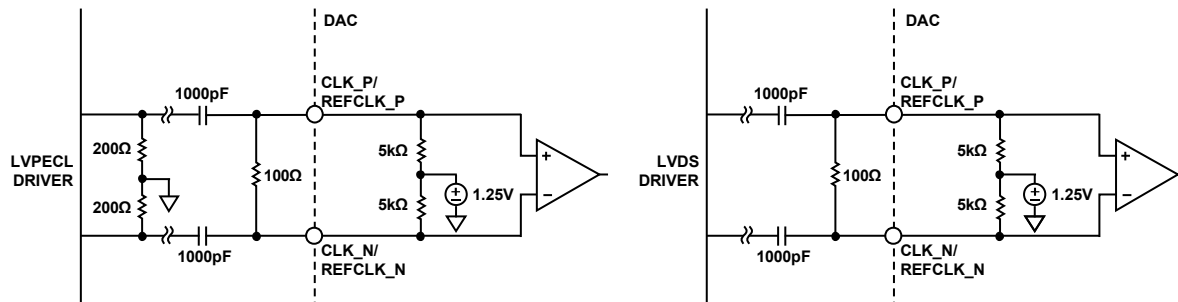 DAC
1000pF
CLK_P/
REFCLK_P
LVPECL
DRIVER
200Ω
200Ω
100Ω
5kΩ
5kΩ
1.25V
+
−
1000pF
CLK_N/
REFCLK_N
DAC
1000pF
CLK_P/
REFCLK_P
LVDS
DRIVER
100Ω
5kΩ
5kΩ
1.25V
+
−
1000pF
CLK_N/
REFCLK_N